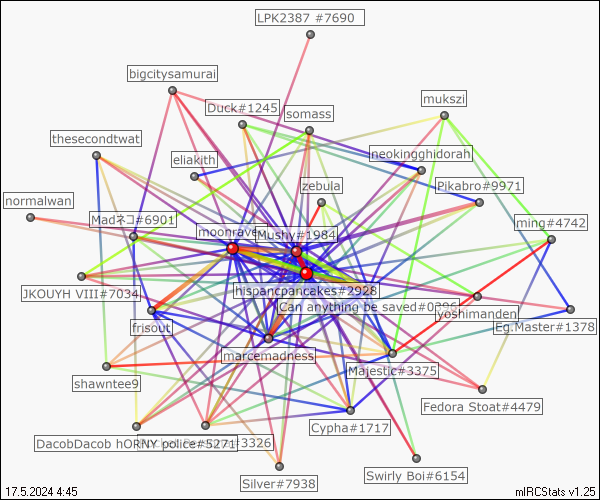 LPK2387 #7690
bigcitysamurai
mukszi
Duck#1245
somass
thesecondtwat
neokingghidorah
eliakith
zebula
Pikabro#9971
normalwan
Madネコ#6901
ming#4742
moonrave
Mushy#1984
JKOUYH VIII#7034
hispancpancakes#2928
Can anything be saved#0
yoshimanden
frisout
Eg.Master#1378
marcemadness
Majestic#3375
shawntee9
Fedora Stoat#4479
Cypha#1717
DacobDacob hORNY police#5271
#3326
Swirly Boi#6154
Silver#7938
17.5.2024 4:45
mIRCStats v1.25